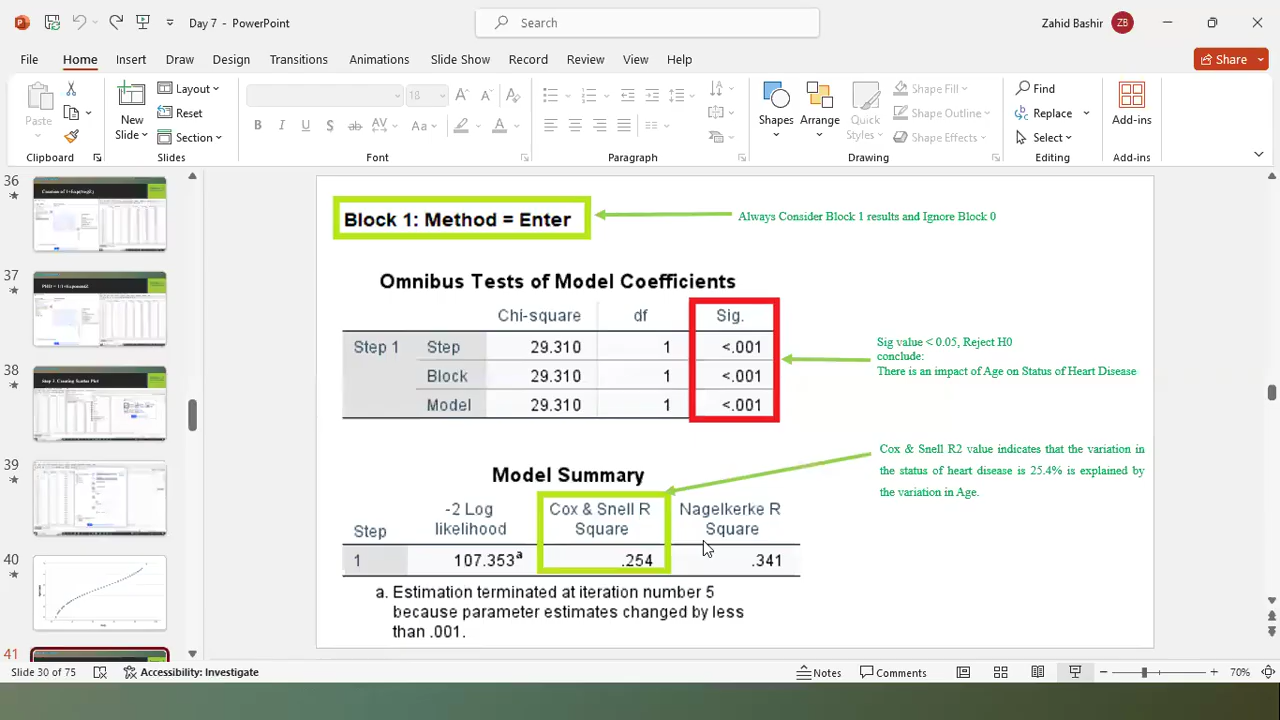 Day 7 - PowerPoint
Search
Zahid Bashir
ZB
File Home Insert Draw Design Transitions Animations Slide Show Record Review View Help
Share
Paste
New
Slide
Layout
Reset
Section
18
Shapes
Arrange
Quick
Styles
Shape Fill
Shape Outline
Shape Effects
Find
Replace
Select
Add-ins
Clipboard
Slides
Font
Paragraph
Drawing
Editing
Add-ins
36
37
38
39
40
41
Block 1: Method = Enter
Always Consider Block 1 results and Ignore Block 0
Omnibus Tests of Model Coefficients
Chi-square df Sig.
Step 1 Step 29.310 1 <.001
Block 29.310 1 <.001
Model 29.310 1 <.001
Sig value < 0.05, Reject H0
conclude:
There is an impact of Age on Status of Heart Disease
Model Summary
Step
-2 Log
likelihood
Cox & Snell R
Square
Nagelkerke R
Square
1 107.353a .254 .341
a. Estimation terminated at iteration number 5
because parameter estimates changed by less
than .001.
Cox & Snell R2 value indicates that the variation in
the status of heart disease is 25.4% is explained by
the variation in Age.
Slide 30 of 75
Accessibility: Investigate
Notes
Comments
70%